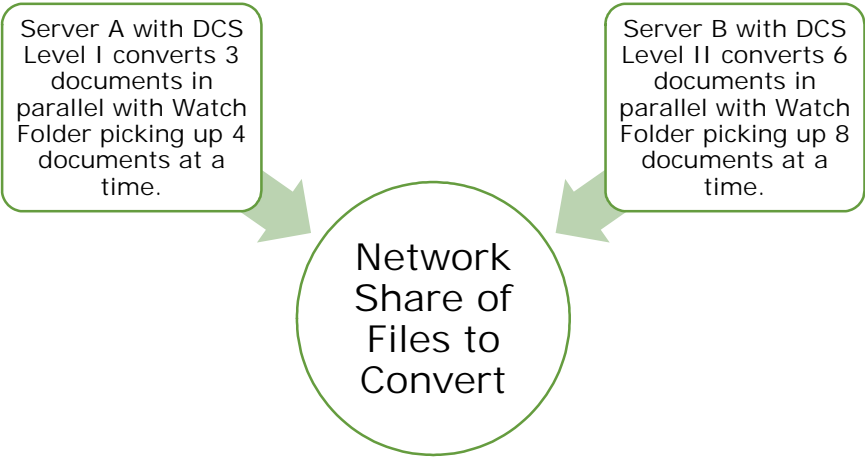 Server A with DCS
Level I converts 3
documents in
parallel with Watch
Folder picking up 4
documents at a
time.
Server B with DCS
Level II converts 6
documents in
parallel with Watch
Folder picking up 8
documents at a
time.
Network
Share of
Files to
Convert